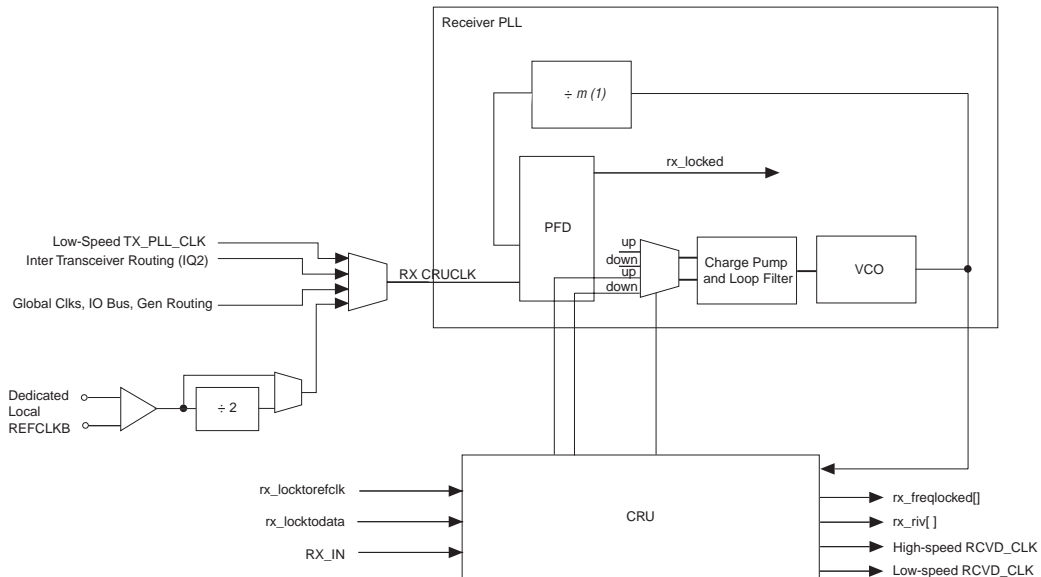 Receiver PLL
÷ m (1)
rx_locked
PFD
up
down
up
down
Charge Pump
and Loop Filter
VCO
Low-Speed TX_PLL_CLK
Inter Transceiver Routing (IQ2)
RX CRUCLK
Global Clks, IO Bus, Gen Routing
Dedicated
Local
REFCLKB
÷ 2
rx_locktorefclk
rx_locktodata
RX_IN
CRU
rx_freqlocked[]
rx_riv[ ]
High-speed RCVD_CLK
Low-speed RCVD_CLK